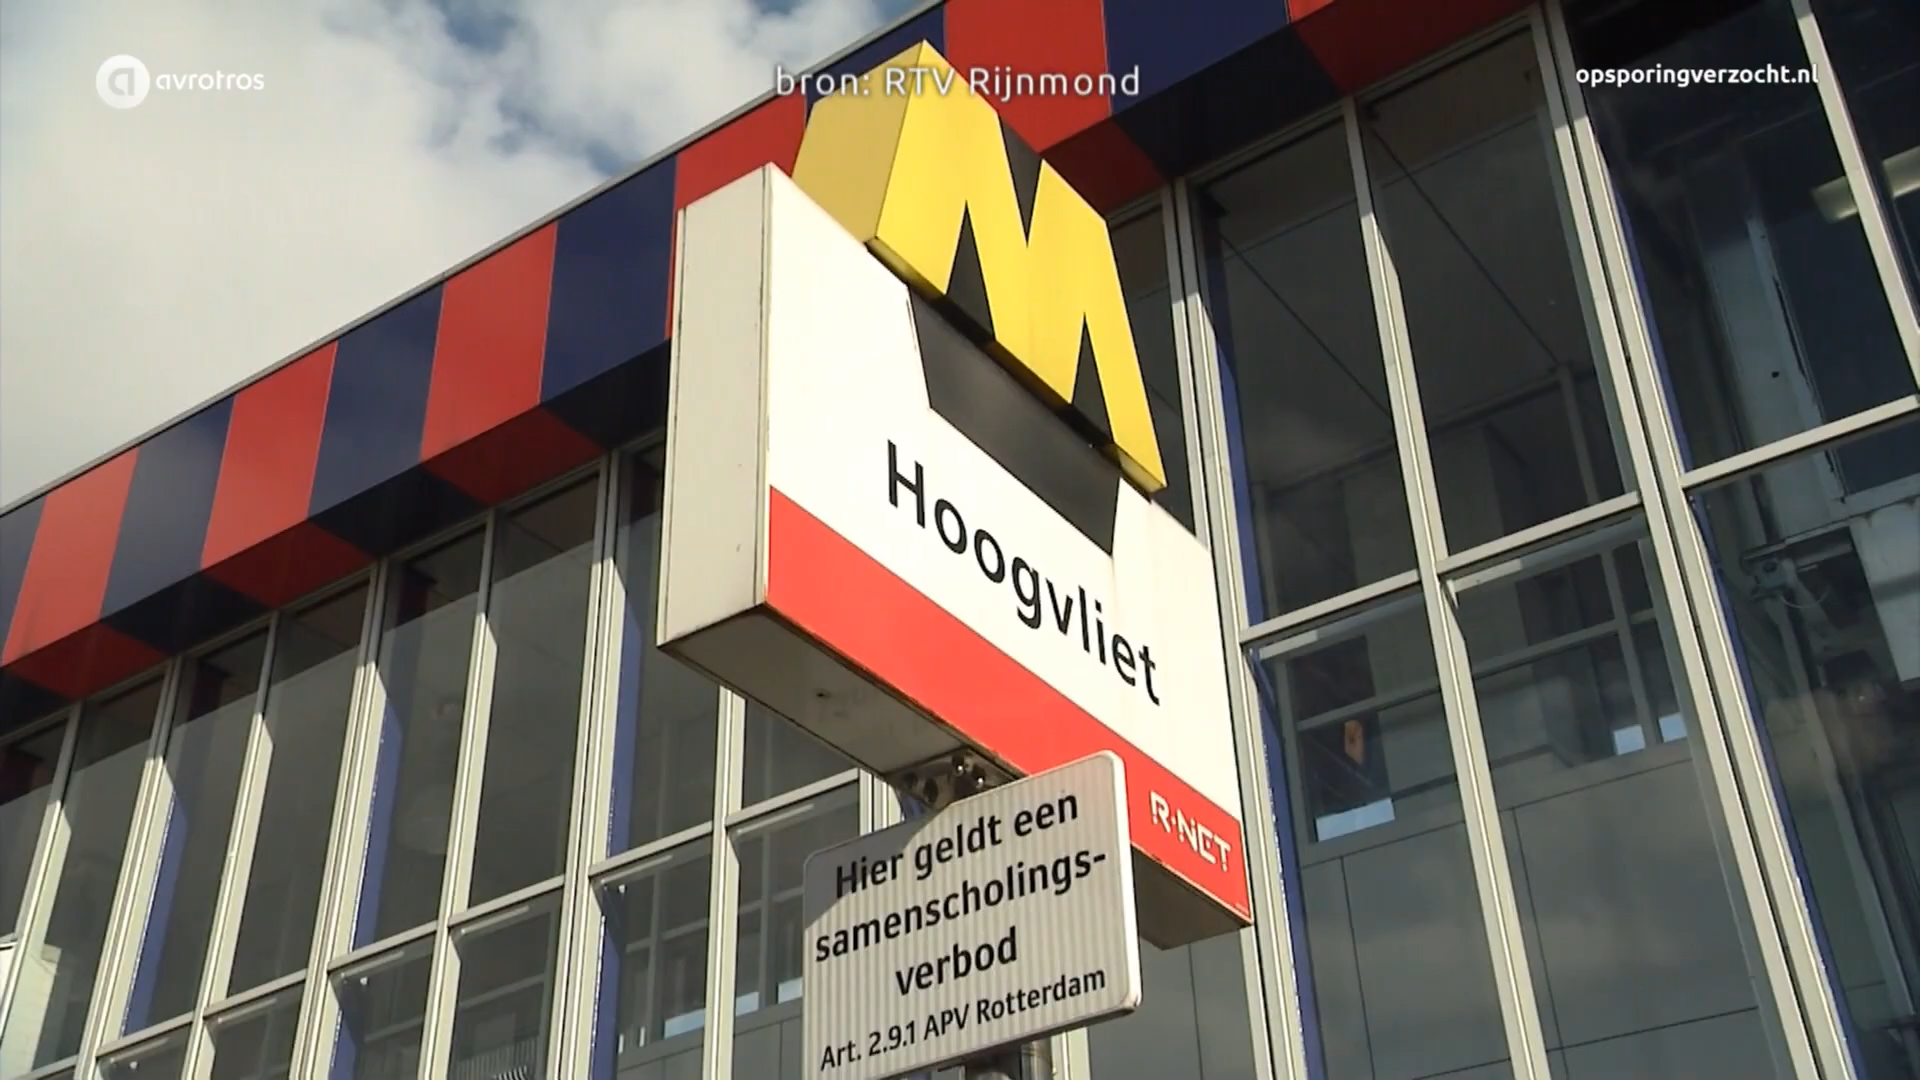 avrotros
bron: RTV Rijnmond
opsporingverzocht.nl
M
Hoogvliet
R·NET
Hier geldt een
samenscholings-
verbod
Art. 2.9.1 APV Rotterdam